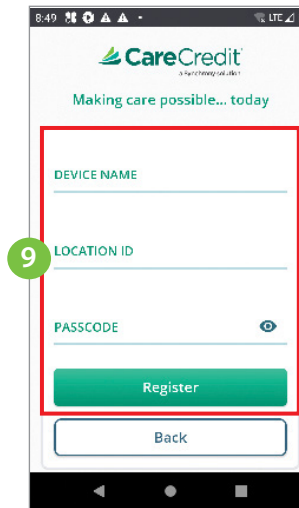 8:49 LTE
CareCredit
a Synchrony solution
Making care possible... today
DEVICE NAME
9
LOCATION ID
PASSCODE
Register
Back